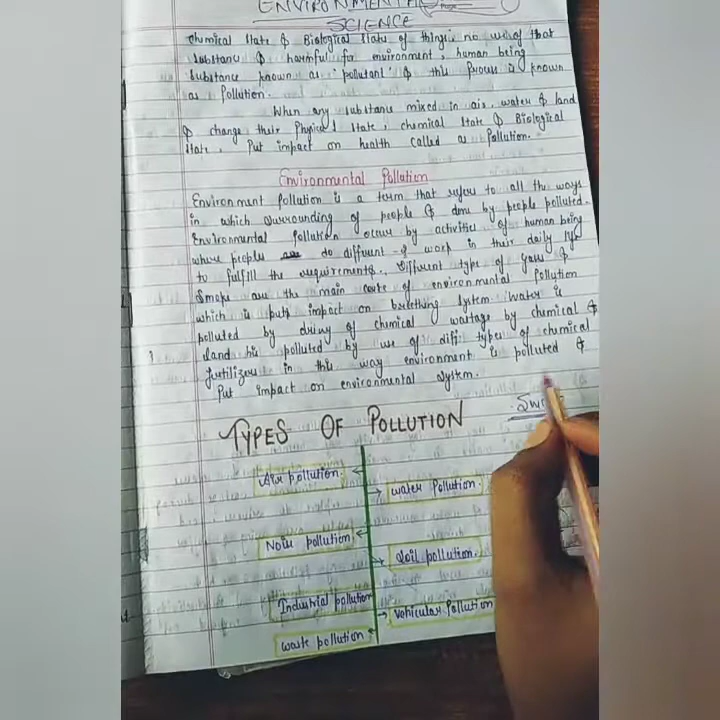 ENVIRONMENTAL
SCIENCE
chemical state & Biological state of things. no use of that
substance & harmful for environment, human being
substance known as 'pollutant' & this process is known
as Pollution.
When any substance mixed in air, water & land
& change their Physical state, chemical state & Biological
state. Put impact on health called as Pollution.
Environmental Pollution
Environment Pollution is a term that refers to all the ways
in which surrounding of people & done by people polluted.
Environmental Pollution occur by activities of human being
where people do different of work in their daily life
to fulfill the requirements. Different type of gases &
Smoke are the main cause of environmental Pollution
which is puts impact on breathing System. Water is
polluted by of chemical wastage by chemical &
land his polluted by use of diff. types of chemical
fertilizers in this way environment is polluted &
Put impact on environmental System.
TYPES OF POLLUTION
Air pollution.
water Pollution.
Noise pollution
Soil pollution.
Industrial pollution
Vehicular Pollution
waste pollution